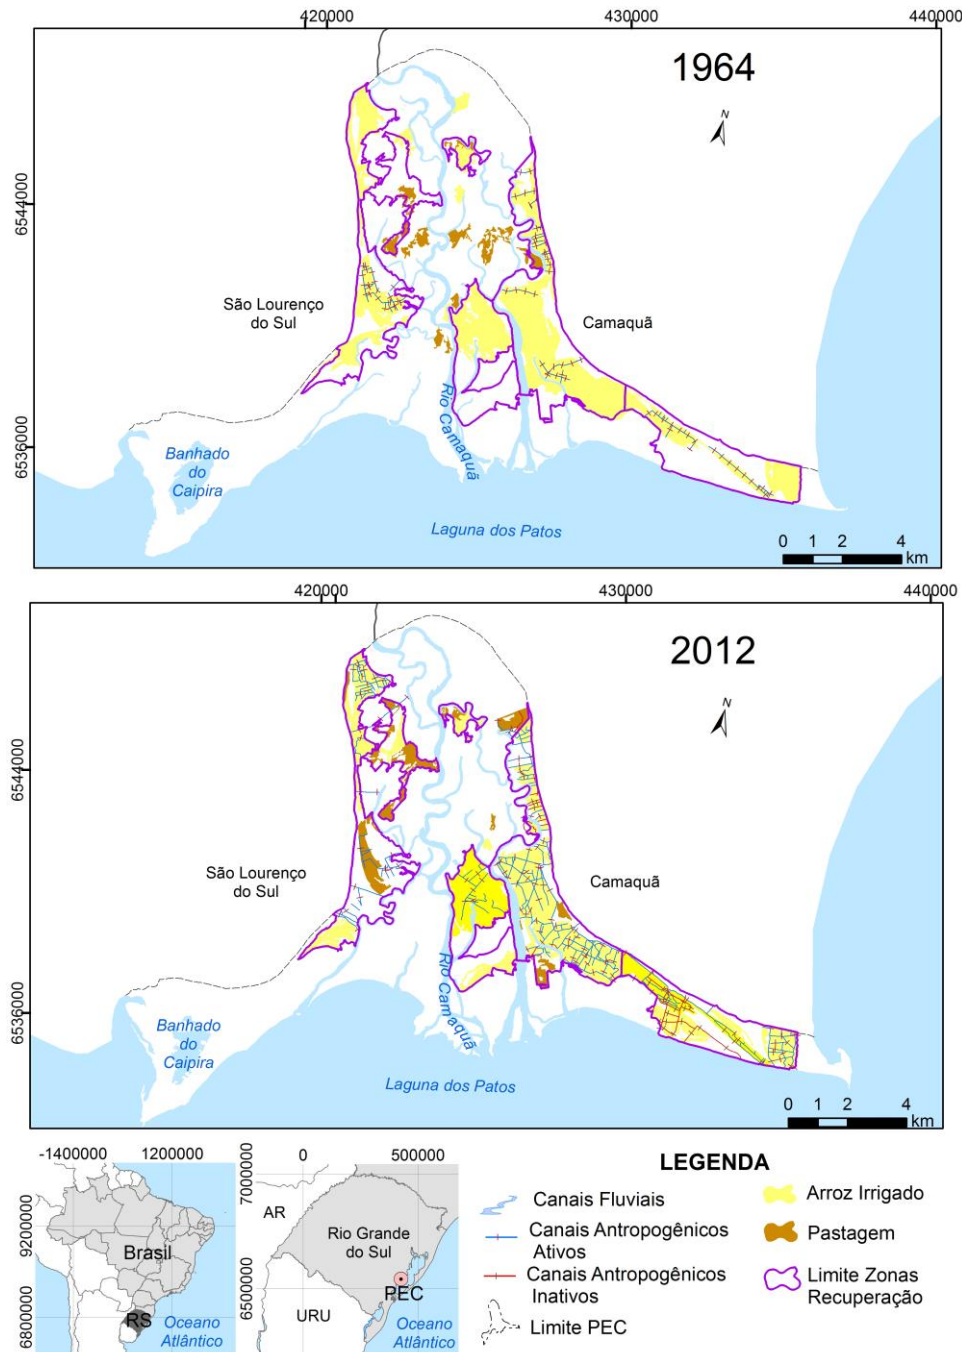 420000
430000
440000
1964
N
6544000
São Lourenço
do Sul
Camaquã
Rio Camaquã
6536000
Banhado
do
Caipira
Laguna dos Patos
0 1 2 4
km
420000
430000
440000
2012
N
6544000
São Lourenço
do Sul
Camaquã
Rio Camaquã
6536000
Banhado
do
Caipira
Laguna dos Patos
0 1 2 4
km
-1400000 1200000
9200000
6800000
Brasil
RS
Oceano
Atlântico
0 500000
7000000
6500000
AR
Rio Grande
do Sul
PEC
URU
Oceano
Atlântico
LEGENDA
Canais Fluviais
Canais Antropogênicos
Ativos
Canais Antropogênicos
Inativos
Limite PEC
Arroz Irrigado
Pastagem
Limite Zonas
Recuperação